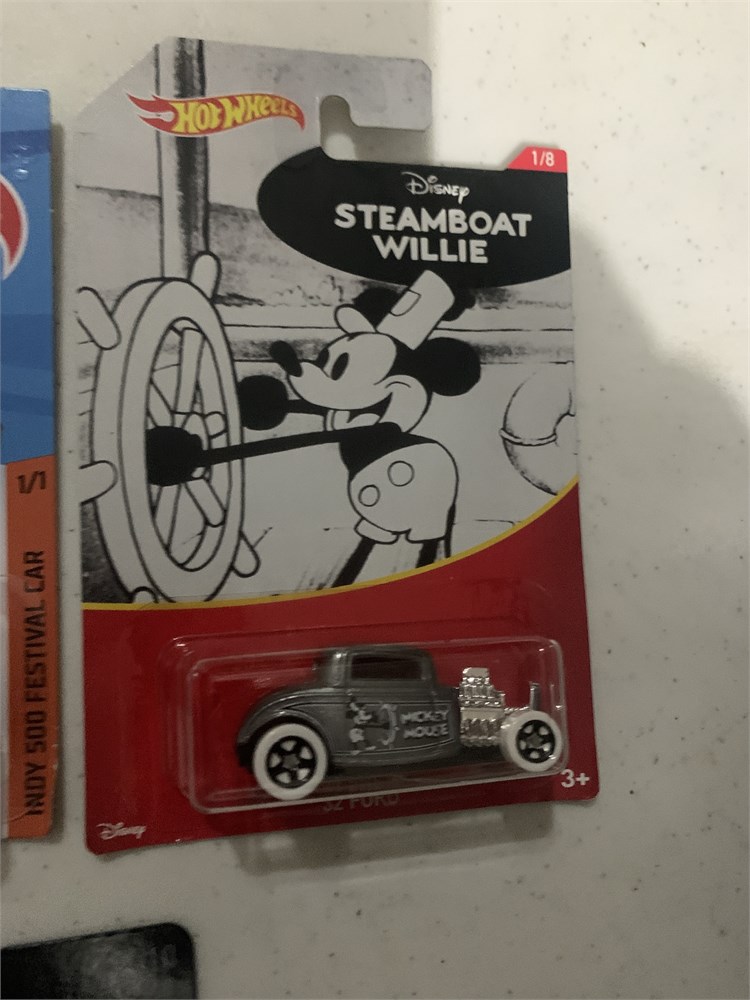 HOT WHEELS
1/8
Disney
STEAMBOAT
WILLIE
1/1
INDY 500 FESTIVAL CAR
MICKEY
MOUSE
32 FORD
3+
Disney